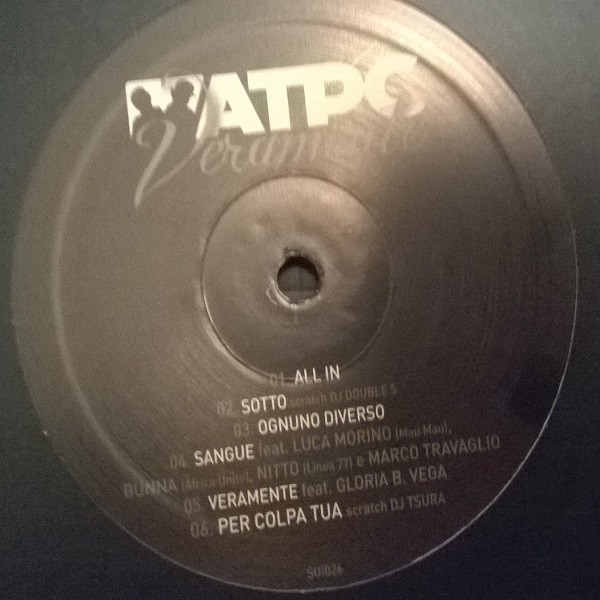 ATPC
Veramente
01. ALL IN
02. SOTTO scratch DJ DOUBLE S
03. OGNUNO DIVERSO
04. SANGUE feat. LUCA MORINO (Mau Mau),
BUNNA (Africa Unite), NITTO (Linea 77) e MARCO TRAVAGLIO
05. VERAMENTE feat. GLORIA B. VEGA
06. PER COLPA TUA scratch DJ TSURA
SUI026